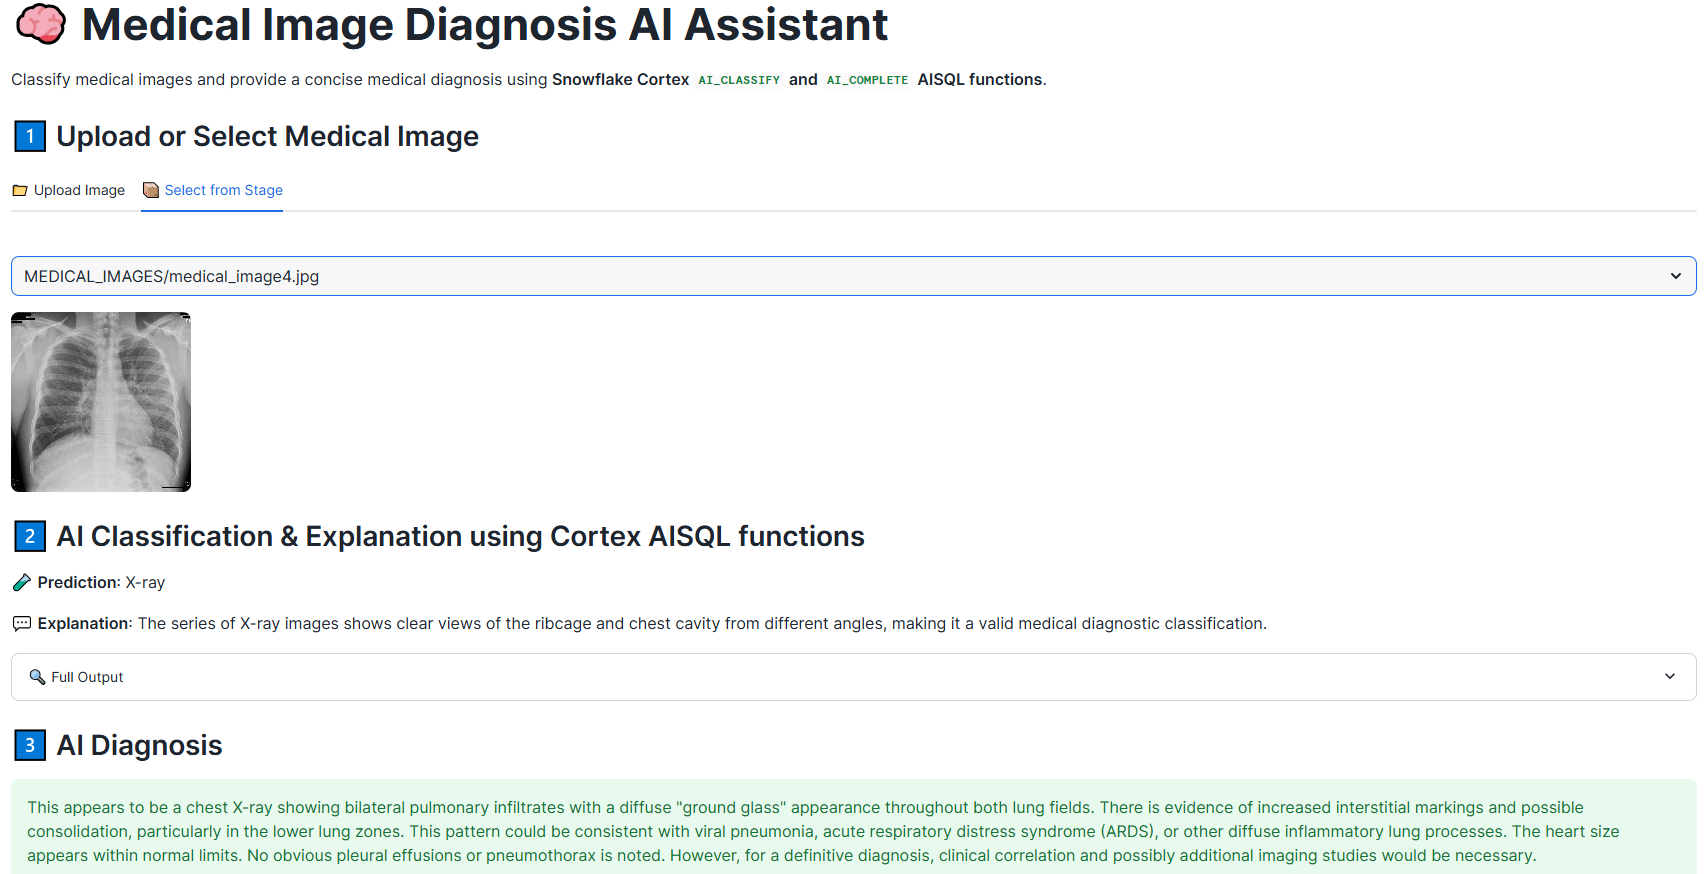 Medical Image Diagnosis AI Assistant
Classify medical images and provide a concise medical diagnosis using Snowflake Cortex AI_CLASSIFY and AI_COMPLETE AISQL functions.
1 Upload or Select Medical Image
Upload Image Select from Stage
MEDICAL_IMAGES/medical_image4.jpg
2 AI Classification & Explanation using Cortex AISQL functions
Prediction: X-ray
Explanation: The series of X-ray images shows clear views of the ribcage and chest cavity from different angles, making it a valid medical diagnostic classification.
Full Output
3 AI Diagnosis
This appears to be a chest X-ray showing bilateral pulmonary infiltrates with a diffuse "ground glass" appearance throughout both lung fields. There is evidence of increased interstitial markings and possible
consolidation, particularly in the lower lung zones. This pattern could be consistent with viral pneumonia, acute respiratory distress syndrome (ARDS), or other diffuse inflammatory lung processes. The heart size
appears within normal limits. No obvious pleural effusions or pneumothorax is noted. However, for a definitive diagnosis, clinical correlation and possibly additional imaging studies would be necessary.